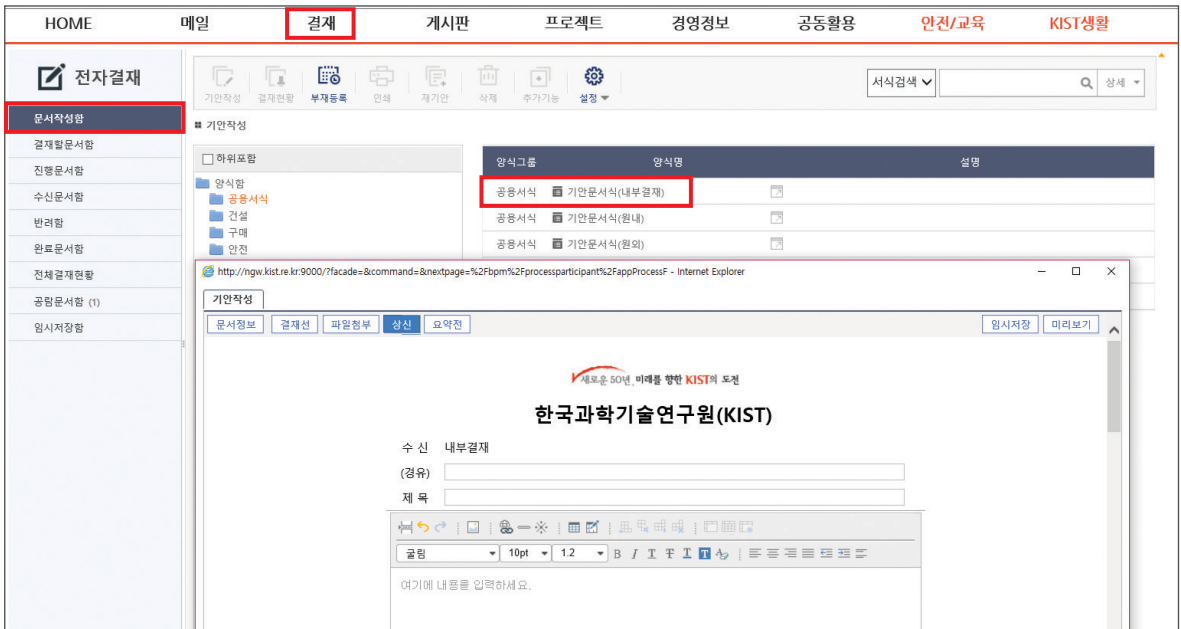 HOME 메일 결재 게시판 프로젝트 경영정보 공동활용 안전/교육 KIST생활
전자결재
문서작성함
결재할문서함
진행문서함
수신문서함
반려함
완료문서함
전체결재현황
공람문서함 (1)
임시저장함
기안작성 결재현황 부재등록 인쇄 재기안 삭제 추가기능 설정
서식검색 상세
기안작성
하위포함
양식함
공용서식
건설
구매
안전
양식그룹 양식명 설명
공용서식 기안문서식(내부결재)
공용서식 기안문서식(원내)
공용서식 기안문서식(원외)
http://ngw.kist.re.kr:9000/?facade=&command=&nextpage=%2Fbpm%2Fprocessparticipant%2FappProcessF - Internet Explorer
기안작성
문서정보 결재선 파일첨부 상신 요약전 임시저장 미리보기
새로운 50년, 미래를 향한 KIST의 도전
한국과학기술연구원(KIST)
수 신 내부결재
(경유)
제 목
굴림 10pt 1.2 B I T T T T
여기에 내용을 입력하세요.